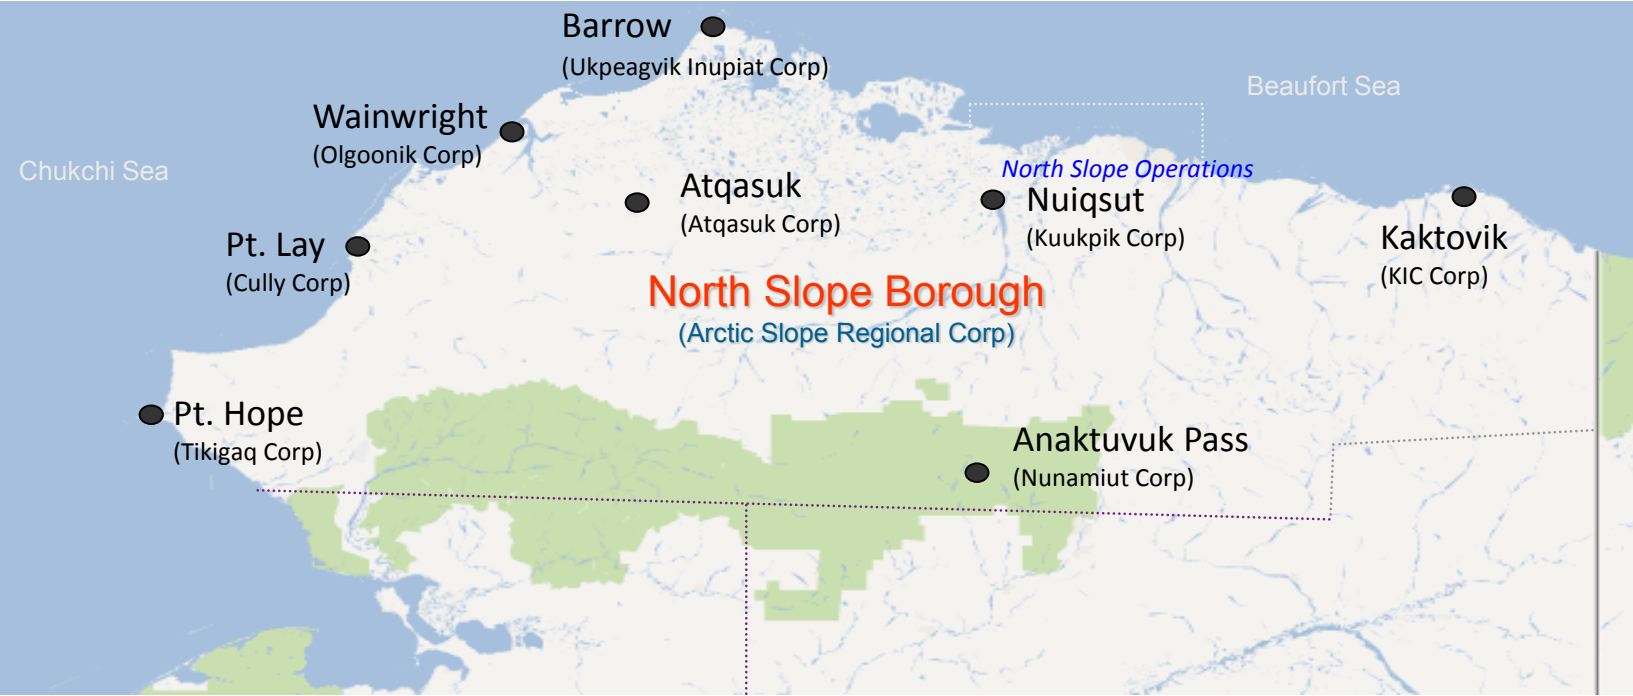 Barrow
(Ukpeagvik Inupiat Corp)
Beaufort Sea
Wainwright
(Olgoonik Corp)
Chukchi Sea
North Slope Operations
Atqasuk
(Atqasuk Corp)
Nuiqsut
(Kuukpik Corp)
Kaktovik
(KIC Corp)
Pt. Lay
(Cully Corp)
North Slope Borough
(Arctic Slope Regional Corp)
Pt. Hope
(Tikigaq Corp)
Anaktuvuk Pass
(Nunamiut Corp)